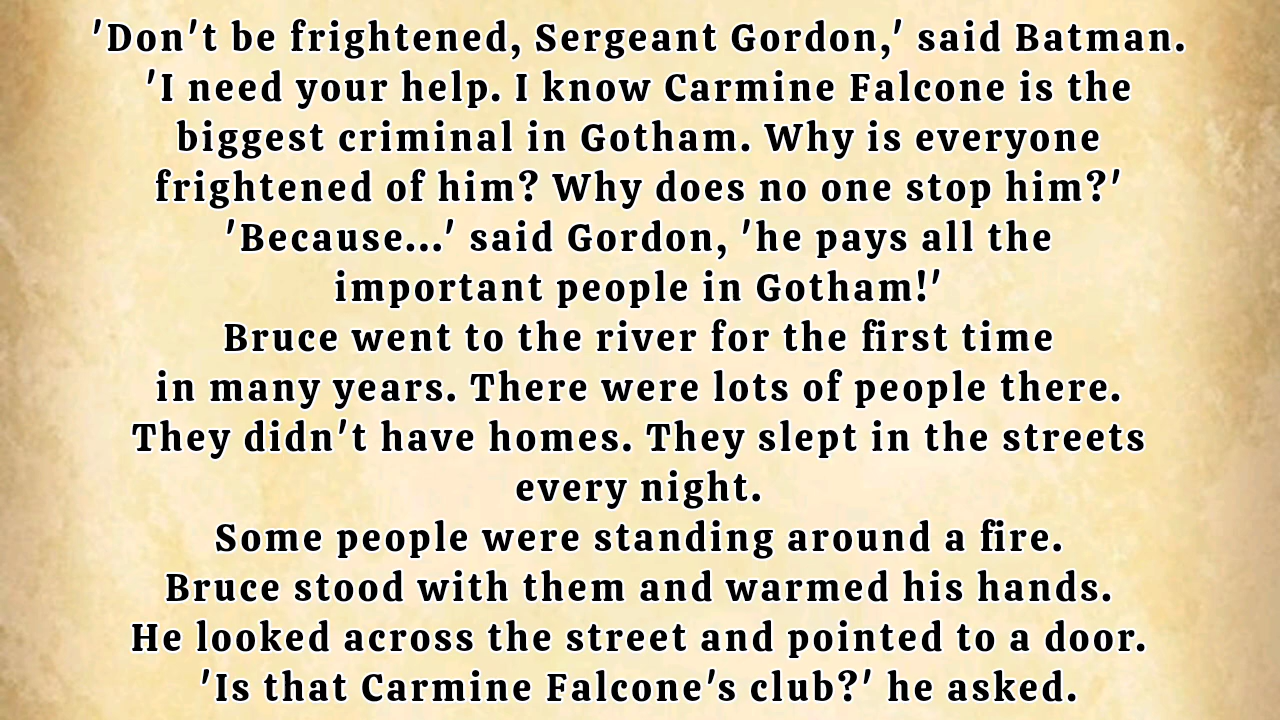 'Don't be frightened, Sergeant Gordon,' said Batman.
'I need your help. I know Carmine Falcone is the
biggest criminal in Gotham. Why is everyone
frightened of him? Why does no one stop him?'
'Because...' said Gordon, 'he pays all the
important people in Gotham!'
Bruce went to the river for the first time
in many years. There were lots of people there.
They didn't have homes. They slept in the streets
every night.
Some people were standing around a fire.
Bruce stood with them and warmed his hands.
He looked across the street and pointed to a door.
'Is that Carmine Falcone's club?' he asked.